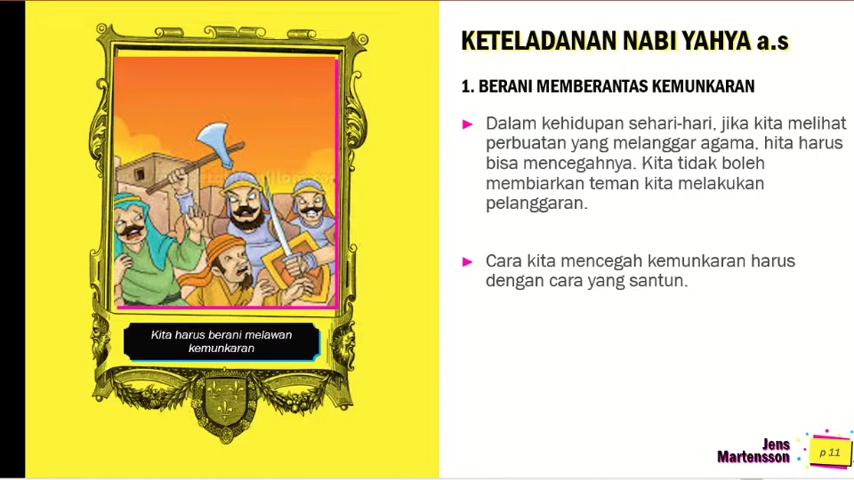 KETELADANAN NABI YAHYA a.s
1. BERANI MEMBERANTAS KEMUNKARAN
Dalam kehidupan sehari-hari, jika kita melihat
perbuatan yang melanggar agama, hita harus
bisa mencegahnya. Kita tidak boleh
membiarkan teman kita melakukan
pelanggaran.
Cara kita mencegah kemunkaran harus
dengan cara yang santun.
Kita harus berani melawan
kemunkaran
Jens
Martensson
p 11